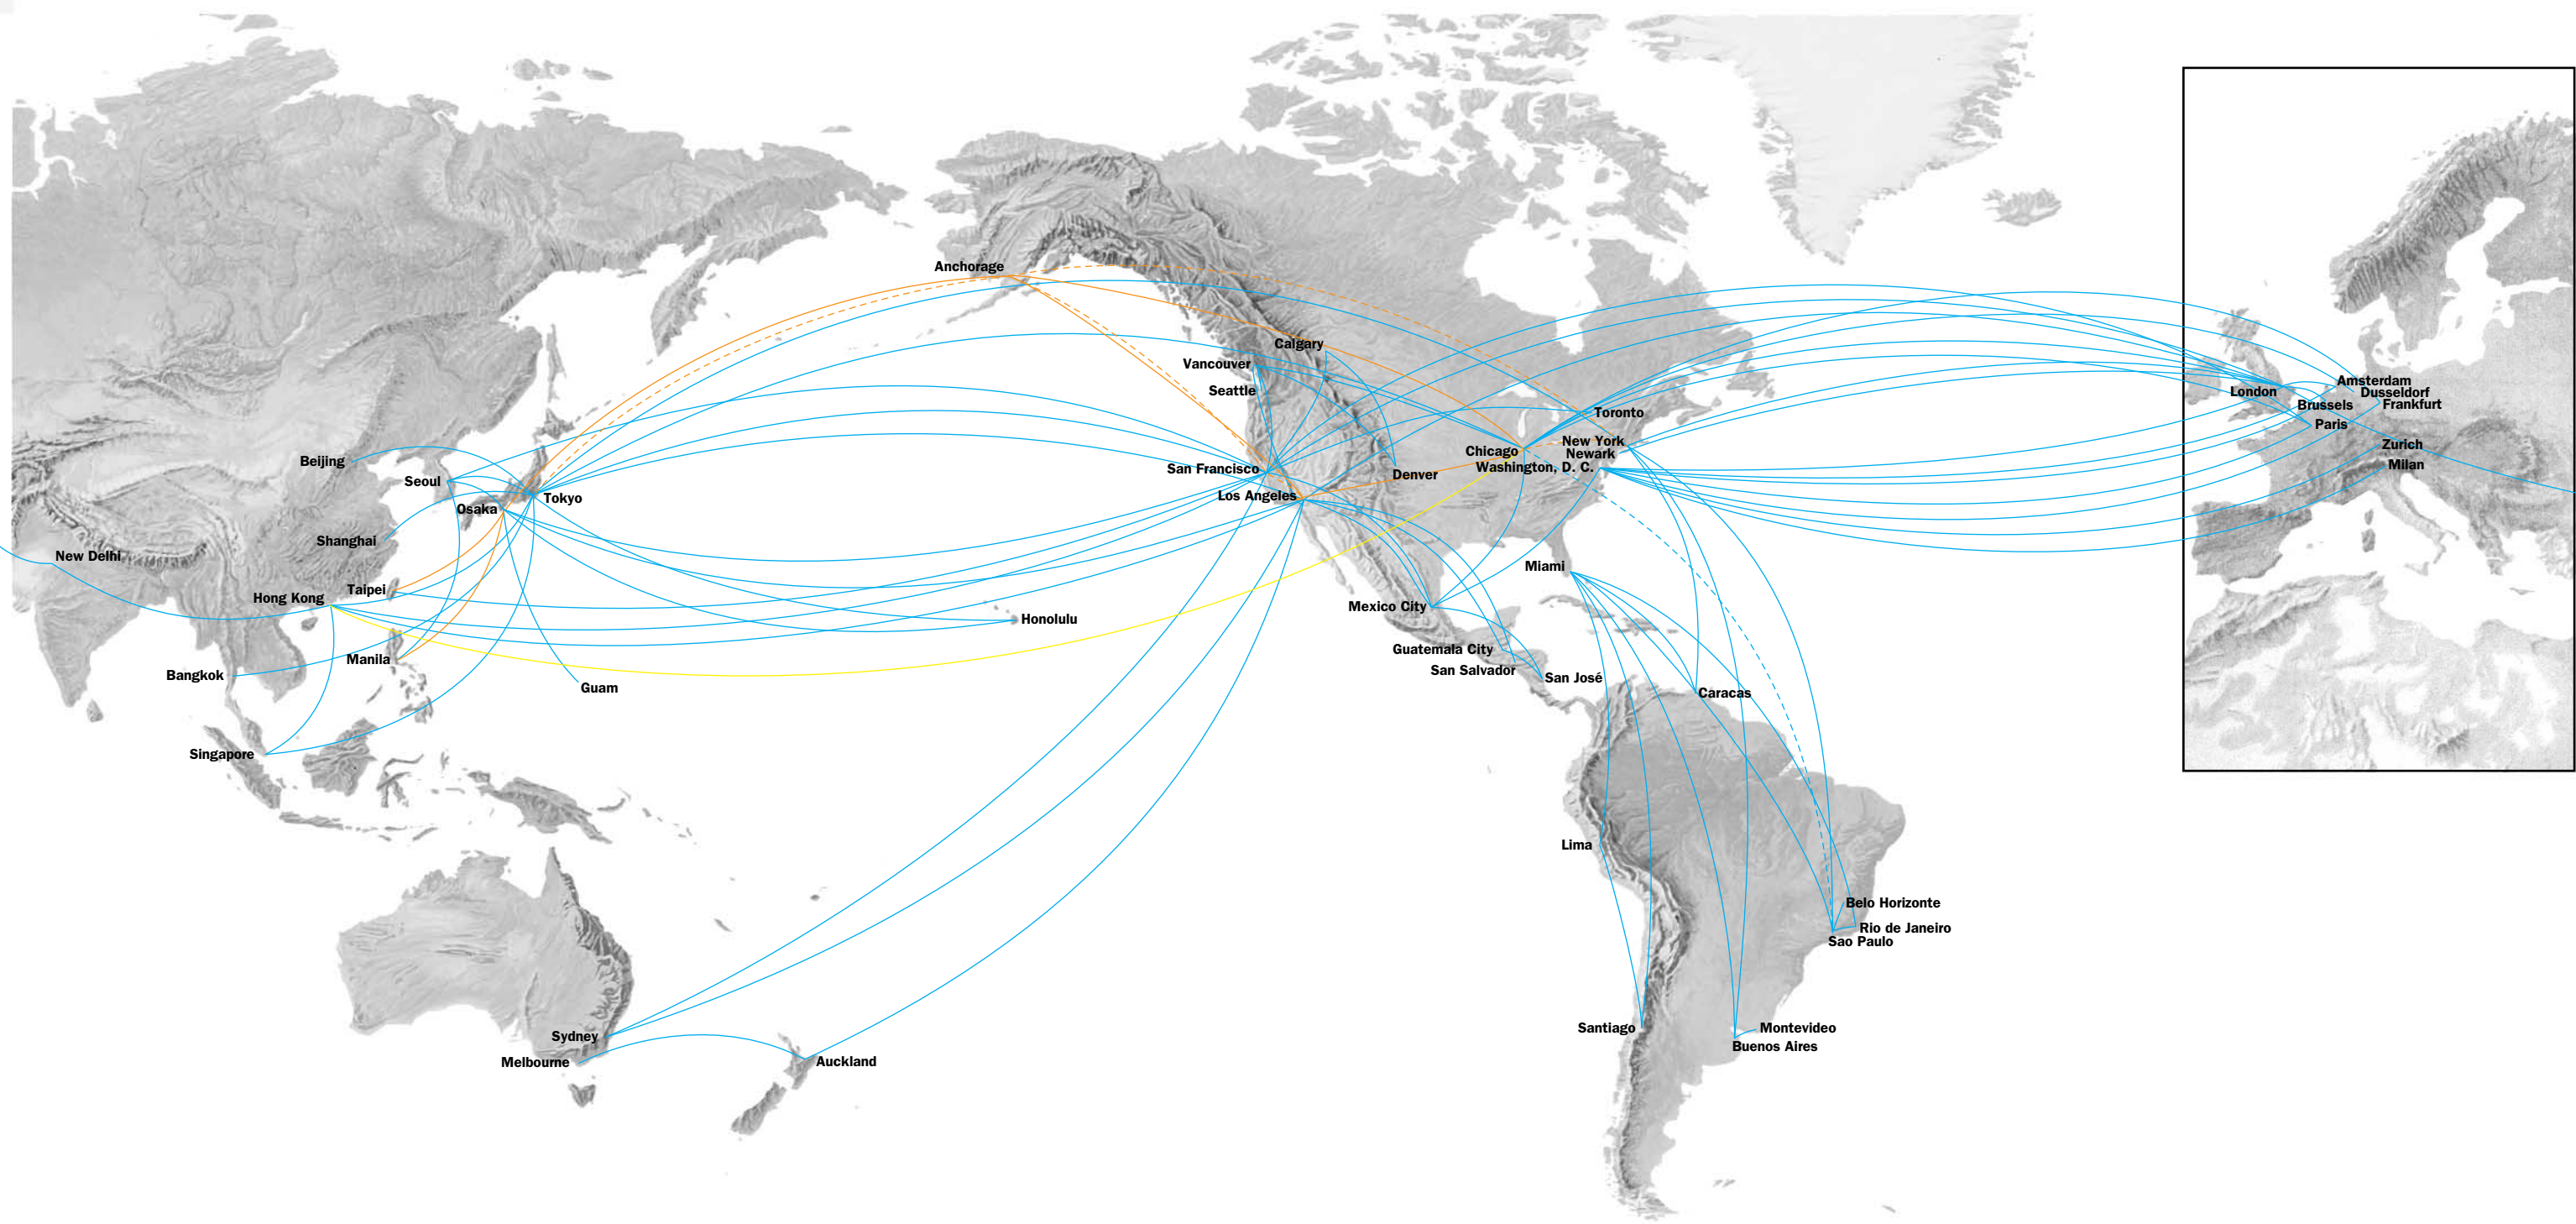 Anchorage
Calgary
Vancouver
Seattle
Amsterdam
London
Dusseldorf
Brussels
Frankfurt
Toronto
Paris
New York
Chicago
Newark
Zurich
Beijing
San Francisco
Washington, D. C.
Milan
Seoul
Denver
Tokyo
Los Angeles
Osaka
Shanghai
New Delhi
Miami
Taipei
Hong Kong
Mexico City
Honolulu
Guatemala City
Manila
San Salvador
Bangkok
San José
Guam
Caracas
Singapore
Lima
Belo Horizonte
Rio de Janeiro
Sao Paulo
Santiago
Montevideo
Sydney
Buenos Aires
Melbourne
Auckland